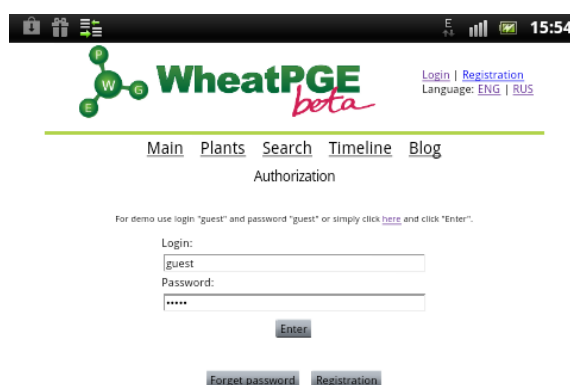 E 15:54
P
W G
E
WheatPGE
beta
Login | Registration
Language: ENG | RUS
Main Plants Search Timeline Blog
Authorization
For demo use login "guest" and password "guest" or simply click here and click "Enter".
Login:
guest
Password:
•••••
Enter
Forget password Registration